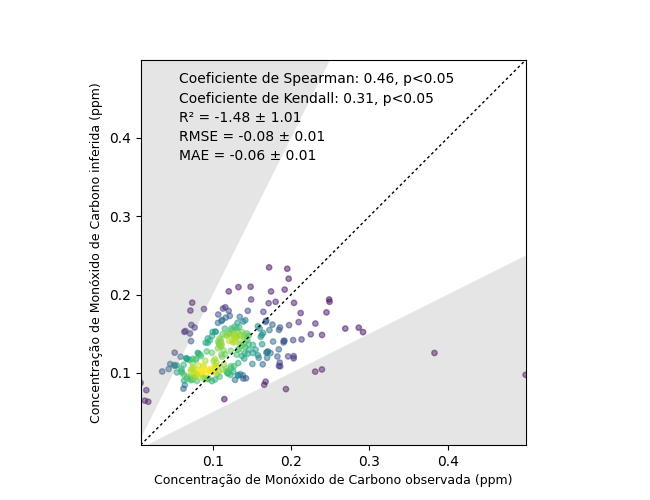 Coeficiente de Spearman: 0.46, p<0.05
Coeficiente de Kendall: 0.31, p<0.05
R² = -1.48 ± 1.01
RMSE = -0.08 ± 0.01
MAE = -0.06 ± 0.01
Concentração de Monóxido de Carbono inferida (ppm)
0.4
0.3
0.2
0.1
0.1 0.2 0.3 0.4
Concentração de Monóxido de Carbono observada (ppm)